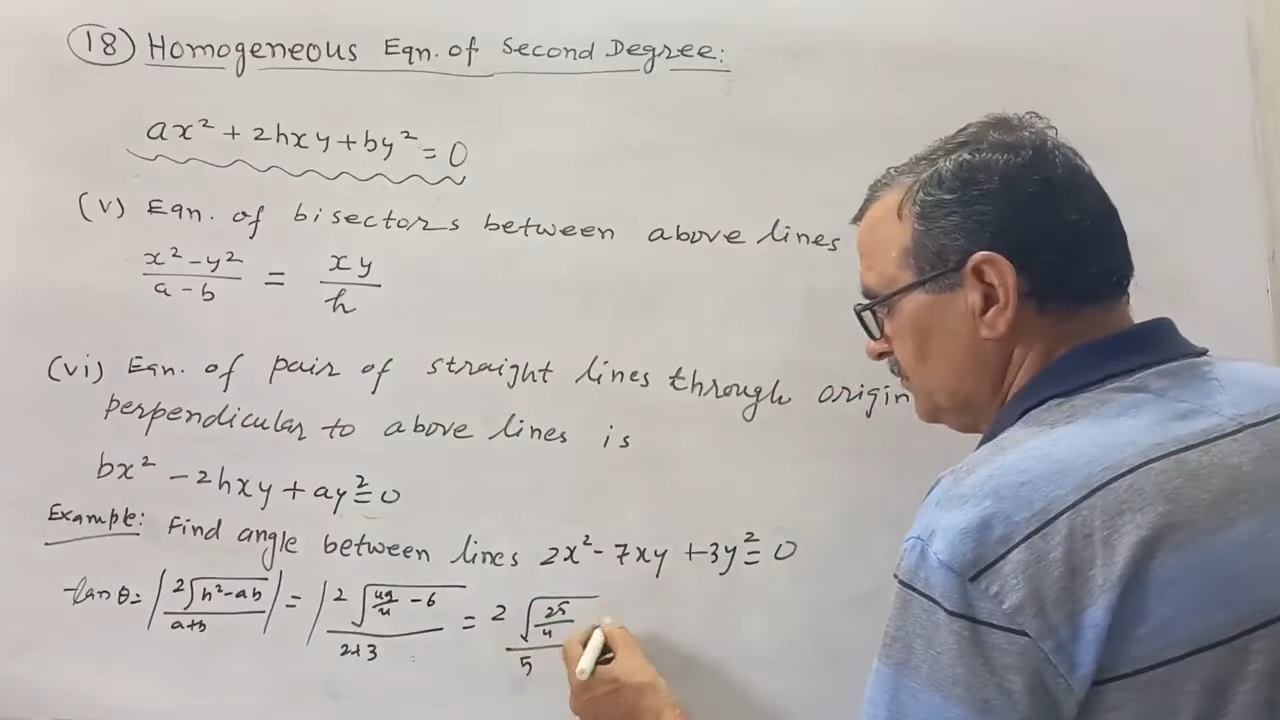 (18) Homogeneous Eqn. of Second Degree:
ax² + 2hxy + by² = 0
(v) Eqn. of bisectors between above lines
x² - y² / a - b = xy / h
(vi) Eqn. of pair of straight lines through origin
perpendicular to above lines is
bx² - 2hxy + ay² = 0
Example: Find angle between lines 2x² - 7xy + 3y² = 0
tan θ = | 2√(h² - ab) / a+b | = | 2√(49/4 - 6) / 2+3 = 2√(25/4) / 5